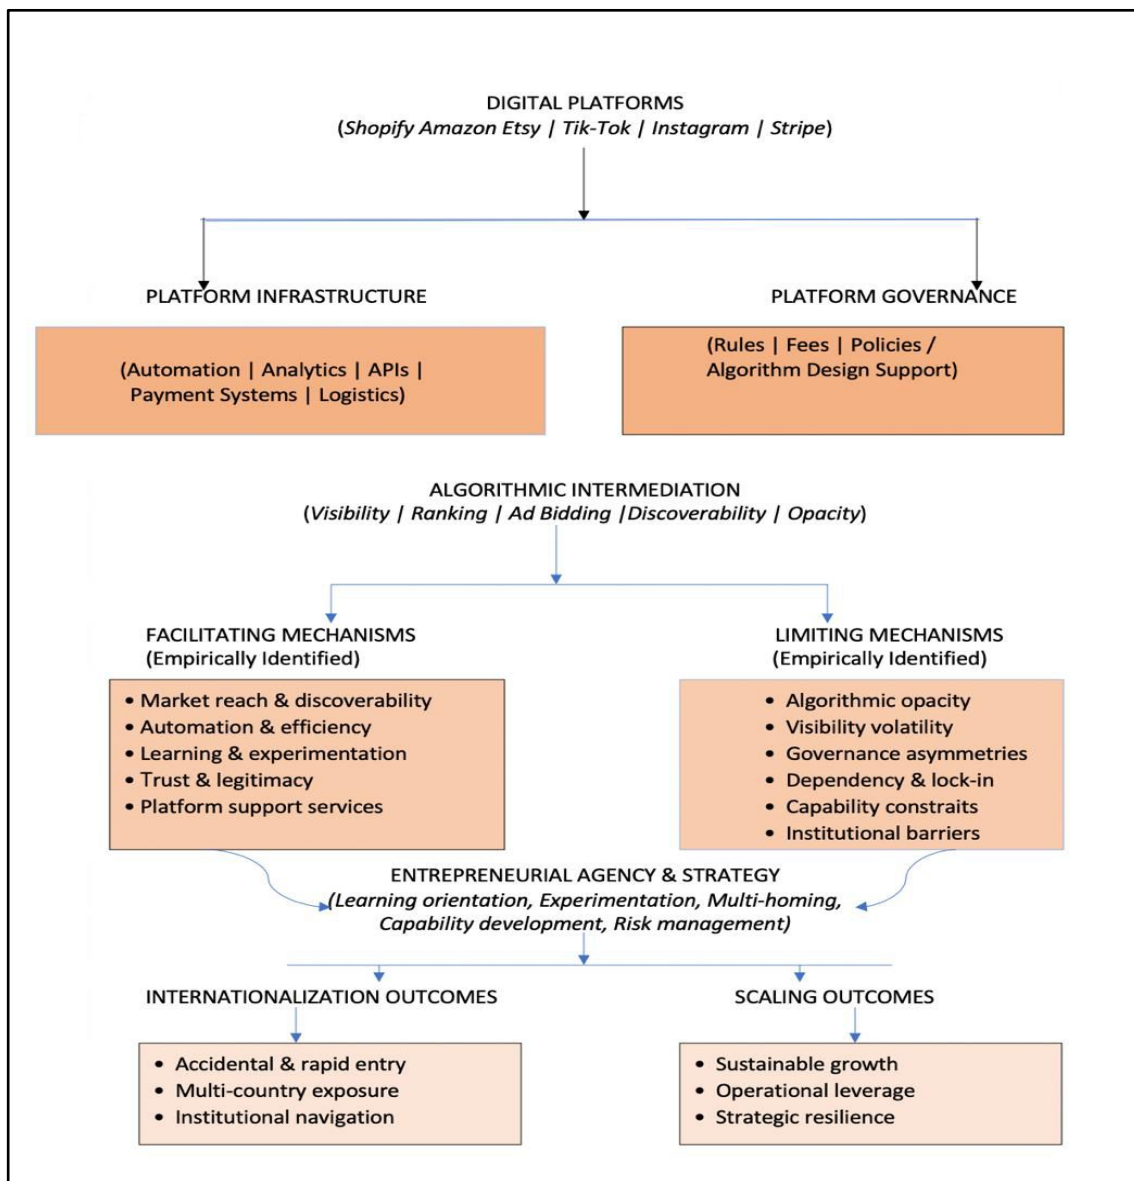 DIGITAL PLATFORMS
(Shopify Amazon Etsy | Tik-Tok | Instagram | Stripe)
PLATFORM INFRASTRUCTURE
(Automation | Analytics | APIs |
Payment Systems | Logistics)
PLATFORM GOVERNANCE
(Rules | Fees | Policies /
Algorithm Design Support)
ALGORITHMIC INTERMEDIATION
(Visibility | Ranking | Ad Bidding |Discoverability | Opacity)
FACILITATING MECHANISMS
(Empirically Identified)
• Market reach & discoverability
• Automation & efficiency
• Learning & experimentation
• Trust & legitimacy
• Platform support services
LIMITING MECHANISMS
(Empirically Identified)
• Algorithmic opacity
• Visibility volatility
• Governance asymmetries
• Dependency & lock-in
• Capability constraits
• Institutional barriers
ENTREPRENEURIAL AGENCY & STRATEGY
(Learning orientation, Experimentation, Multi-homing,
Capability development, Risk management)
INTERNATIONALIZATION OUTCOMES
• Accidental & rapid entry
• Multi-country exposure
• Institutional navigation
SCALING OUTCOMES
• Sustainable growth
• Operational leverage
• Strategic resilience